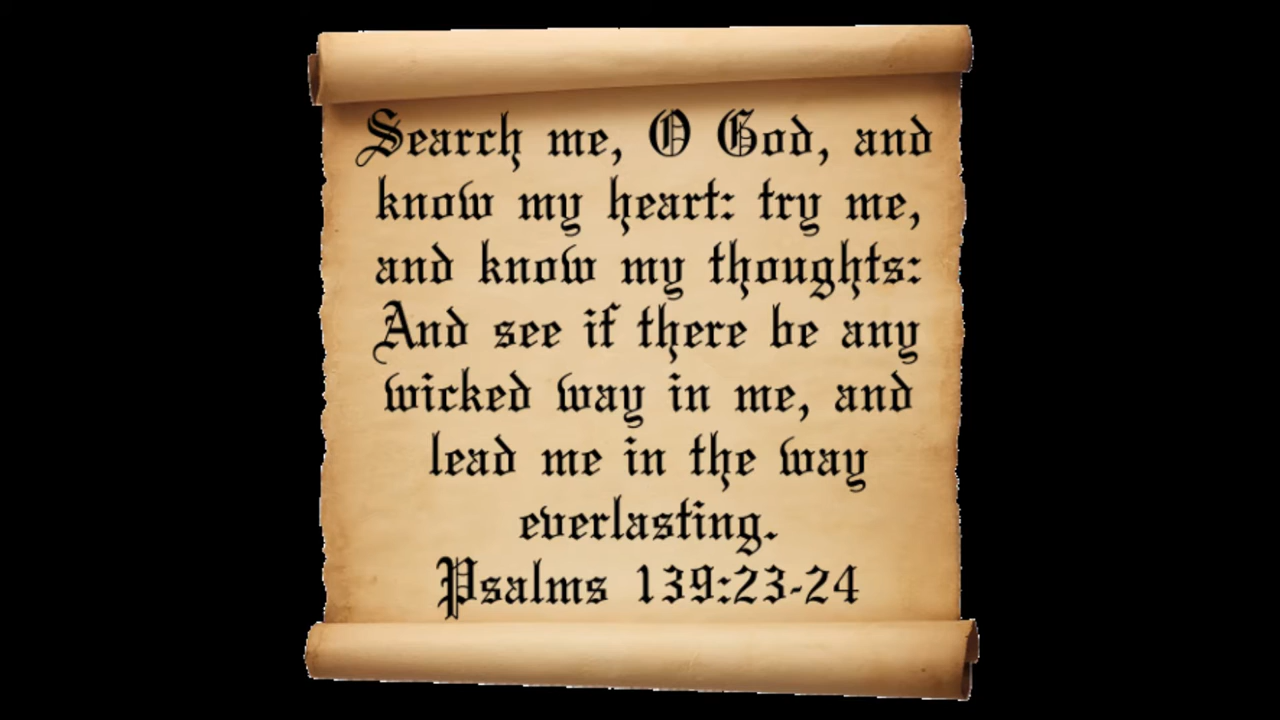 Search me, O God, and
know my heart: try me,
and know my thoughts:
And see if there be any
wicked way in me, and
lead me in the way
everlasting.
Psalms 139:23-24